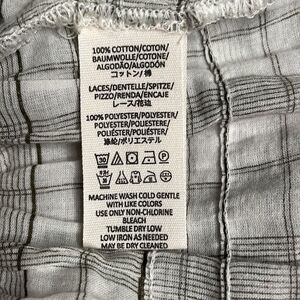 100% COTTON/COTON/
BAUMWOLLE/COTONE/
ALGODÃO/ALGODÓN
コットン/棉
LACES/DENTELLE/SPITZE/
PIZZO/RENDA/ENCAJE
レース/花边
100% POLYESTER/POLYESTER/
POLYESTER/POLIESTERE/
POLIÉSTER/POLIÉSTER
涤纶/ポリエステル
30
MACHINE WASH COLD GENTLE
WITH LIKE COLORS
USE ONLY NON-CHLORINE
BLEACH
TUMBLE DRY LOW
LOW IRON AS NEEDED
MAY BE DRY CLEANED